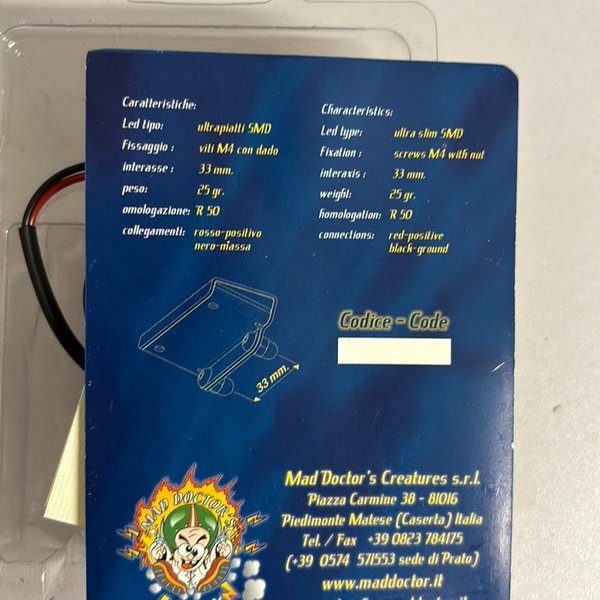 Caratteristiche:
Led tipo: ultrapiatti SMD
Fissaggio : viti M4 con dado
interasse : 33 mm.
peso: 25 gr.
omologazione: R 50
collegamenti: rosso-positivo
nero-massa
Characteristics:
Led type: ultra slim SMD
Fixation : screws M4 with nut
interaxis : 33 mm.
weight: 25 gr.
homologation: R 50
connections: red-positive
black-ground
33 mm.
Codice - Code
MAD DOCTOR'S
Mad Doctor's Creatures s.r.l.
Piazza Carmine 38 - 81016
Piedimonte Matese (Caserta) Italia
Tel. / Fax +39 0823 784175
(+39 0574 571553 sede di Prato)
www.maddoctor.it